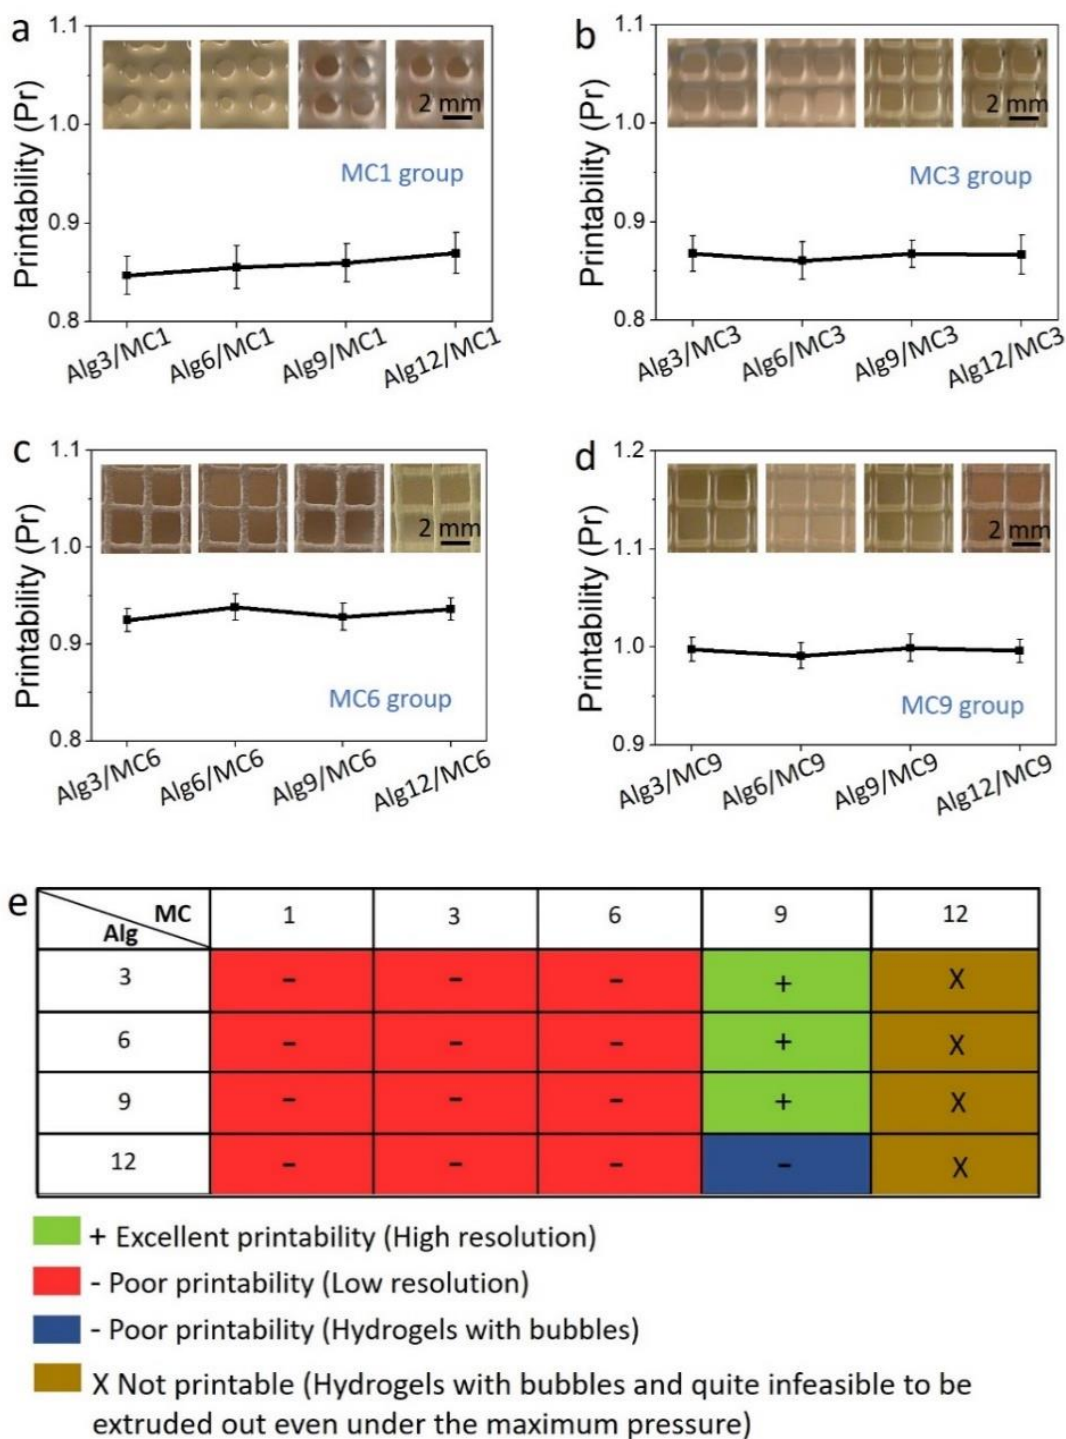 a
1.1
1.0
0.9
0.8
Printability (Pr)
2 mm
MC1 group
Alg3/MC1
Alg6/MC1
Alg9/MC1
Alg12/MC1
b
1.1
1.0
0.9
0.8
Printability (Pr)
2 mm
MC3 group
Alg3/MC3
Alg6/MC3
Alg9/MC3
Alg12/MC3
c
1.1
1.0
0.9
0.8
Printability (Pr)
2 mm
MC6 group
Alg3/MC6
Alg6/MC6
Alg9/MC6
Alg12/MC6
d
1.2
1.1
1.0
0.9
Printability (Pr)
2 mm
MC9 group
Alg3/MC9
Alg6/MC9
Alg9/MC9
Alg12/MC9
e
MC
Alg
1 3 6 9 12
3 - - - + X
6 - - - + X
9 - - - + X
12 - - - - X
+ Excellent printability (High resolution)
- Poor printability (Low resolution)
- Poor printability (Hydrogels with bubbles)
X Not printable (Hydrogels with bubbles and quite infeasible to be
extruded out even under the maximum pressure)